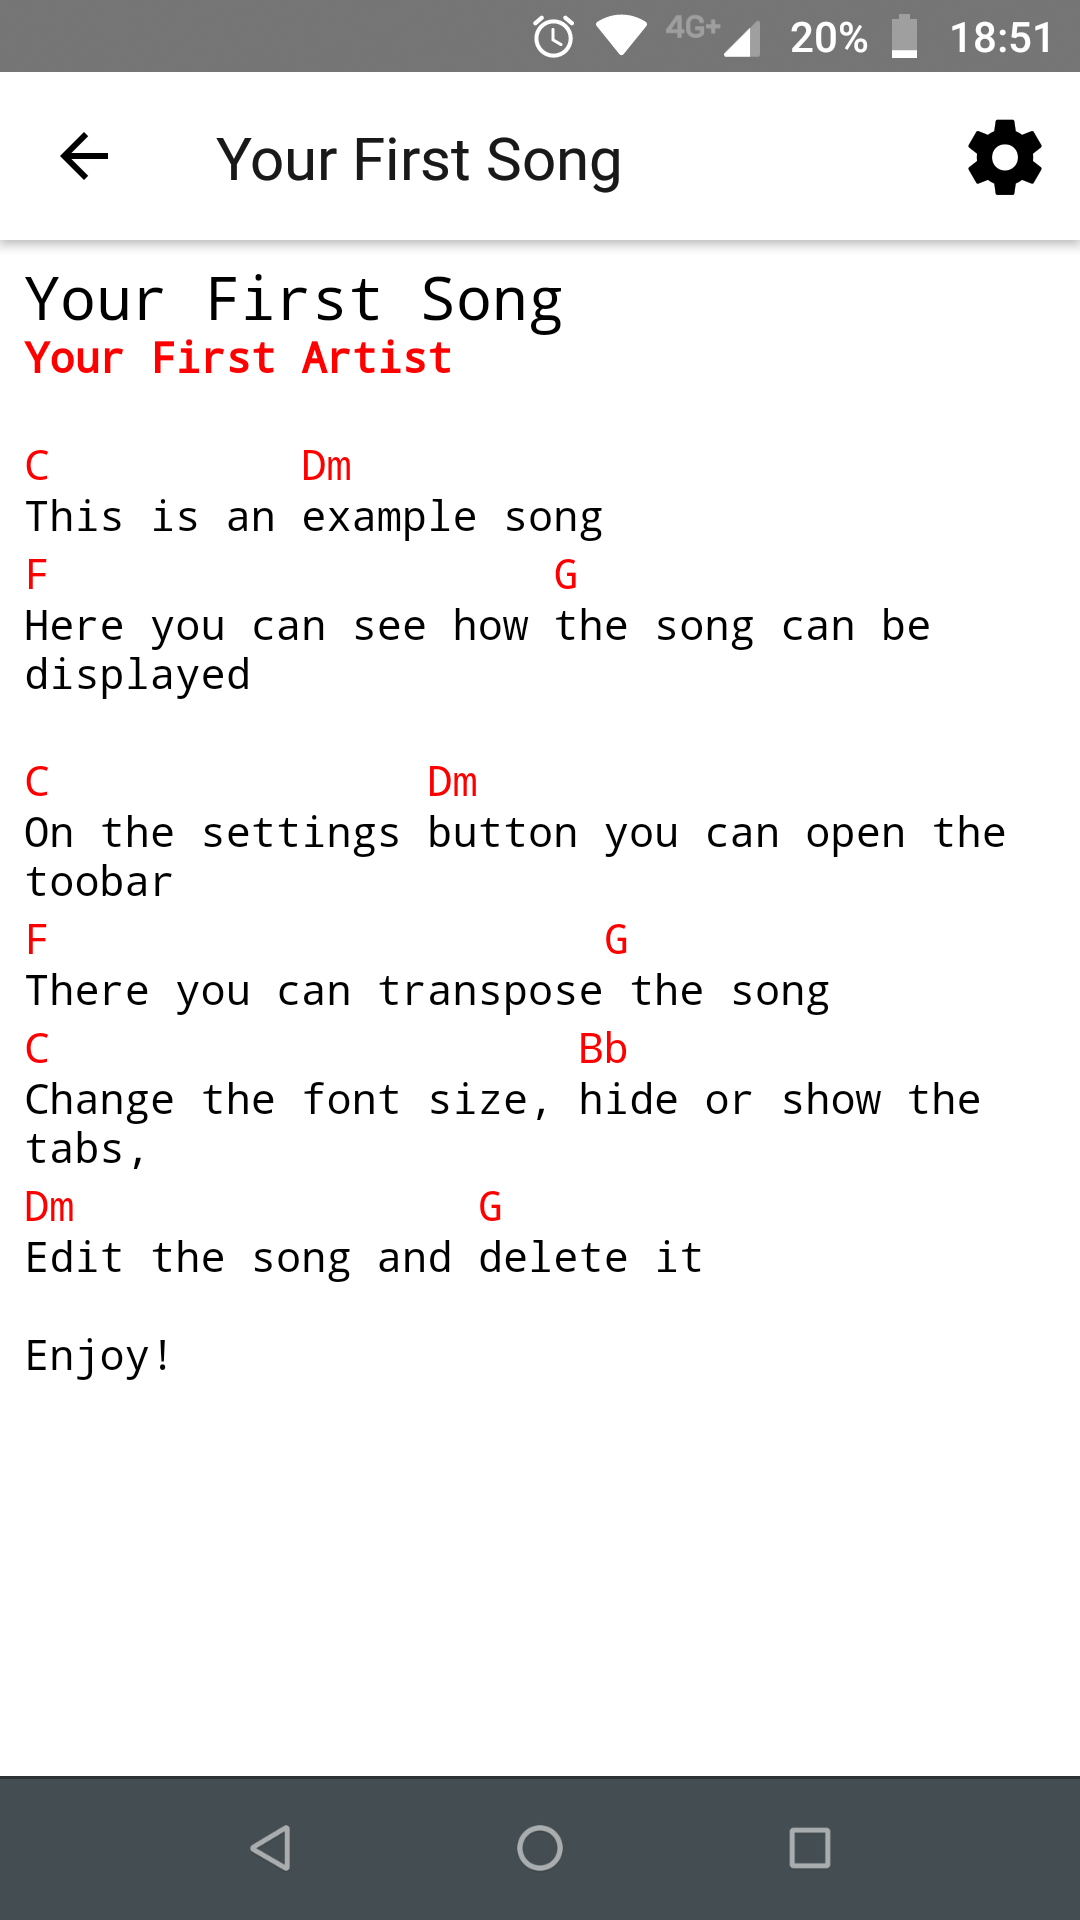 4G+ 20% 18:51
Your First Song
Your First Song
Your First Artist
C Dm
This is an example song
F G
Here you can see how the song can be
displayed
C Dm
On the settings button you can open the
toobar
F G
There you can transpose the song
C Bb
Change the font size, hide or show the
tabs,
Dm G
Edit the song and delete it
Enjoy!